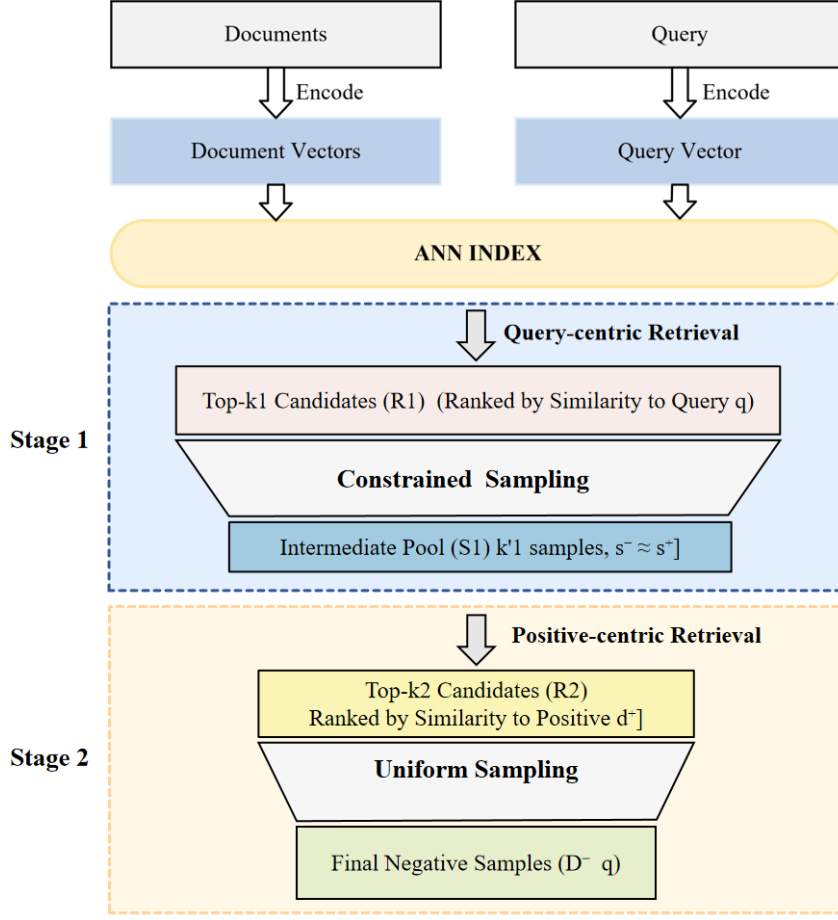 Documents
Query
Encode
Encode
Document Vectors
Query Vector
ANN INDEX
Query-centric Retrieval
Top-k1 Candidates (R1) (Ranked by Similarity to Query q)
Stage 1
Constrained Sampling
Intermediate Pool (S1) k'1 samples, s⁻ ≈ s⁺]
Positive-centric Retrieval
Top-k2 Candidates (R2)
Ranked by Similarity to Positive d⁺]
Stage 2
Uniform Sampling
Final Negative Samples (D⁻ q)